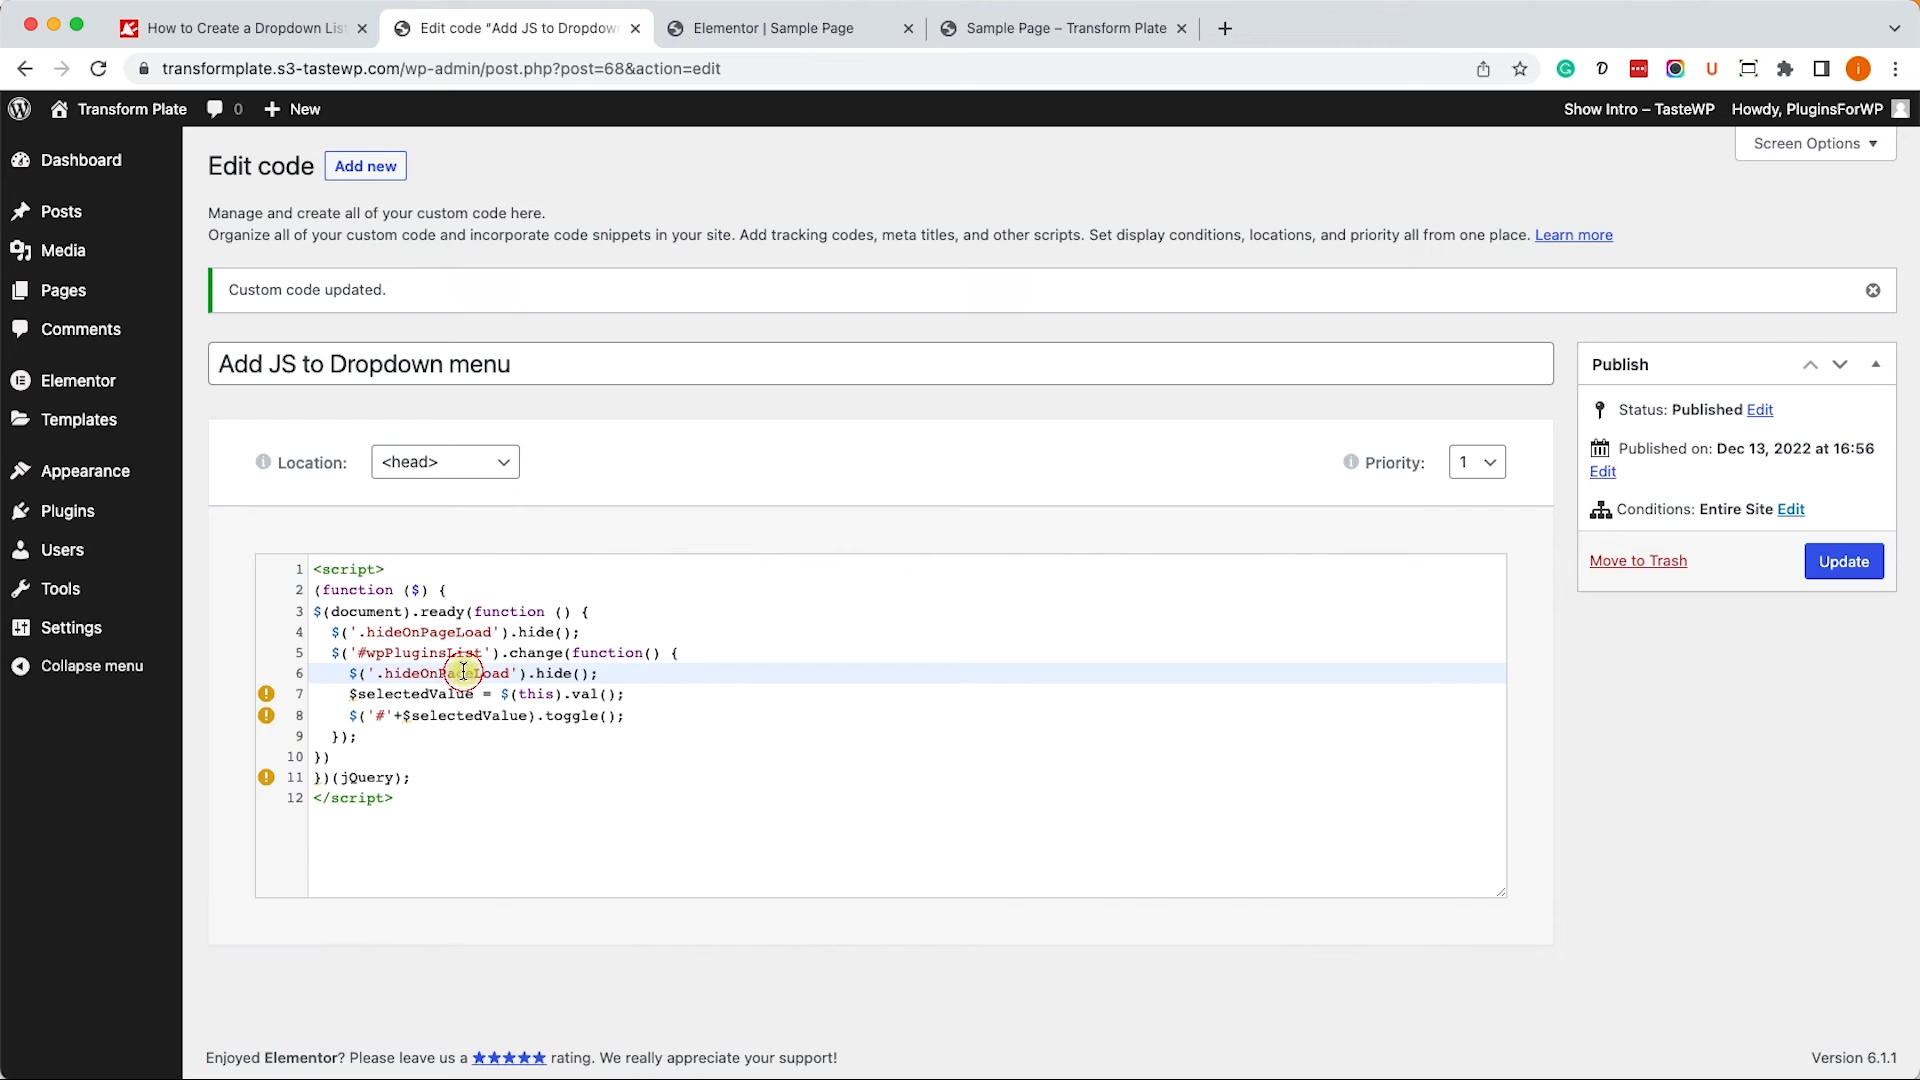 How to Create a Dropdown Lis
Edit code “Add JS to Dropdow
Elementor | Sample Page
Sample Page – Transform Plate
transformplate.s3-tastewp.com/wp-admin/post.php?post=68&action=edit
Transform Plate
0
New
Show Intro – TasteWP
Howdy, PluginsForWP
Dashboard
Posts
Media
Pages
Comments
Elementor
Templates
Appearance
Plugins
Users
Tools
Settings
Collapse menu
Screen Options
Edit code
Add new
Manage and create all of your custom code here.
Organize all of your custom code and incorporate code snippets in your site. Add tracking codes, meta titles, and other scripts. Set display conditions, locations, and priority all from one place. Learn more
Custom code updated.
Add JS to Dropdown menu
Location:
<head>
Priority:
1
1 <script>
2 (function ($) {
3 $(document).ready(function () {
4 $('.hideOnPageLoad').hide();
5 $('#wpPluginsList').change(function() {
6 $('.hideOnPageLoad').hide();
7 $selectedValue = $(this).val();
8 $('#'+$selectedValue).toggle();
9 });
10 })
11 })(jQuery);
12 </script>
Publish
Status: Published Edit
Published on: Dec 13, 2022 at 16:56
Edit
Conditions: Entire Site Edit
Move to Trash
Update
Enjoyed Elementor? Please leave us a ★★★★★ rating. We really appreciate your support!
Version 6.1.1